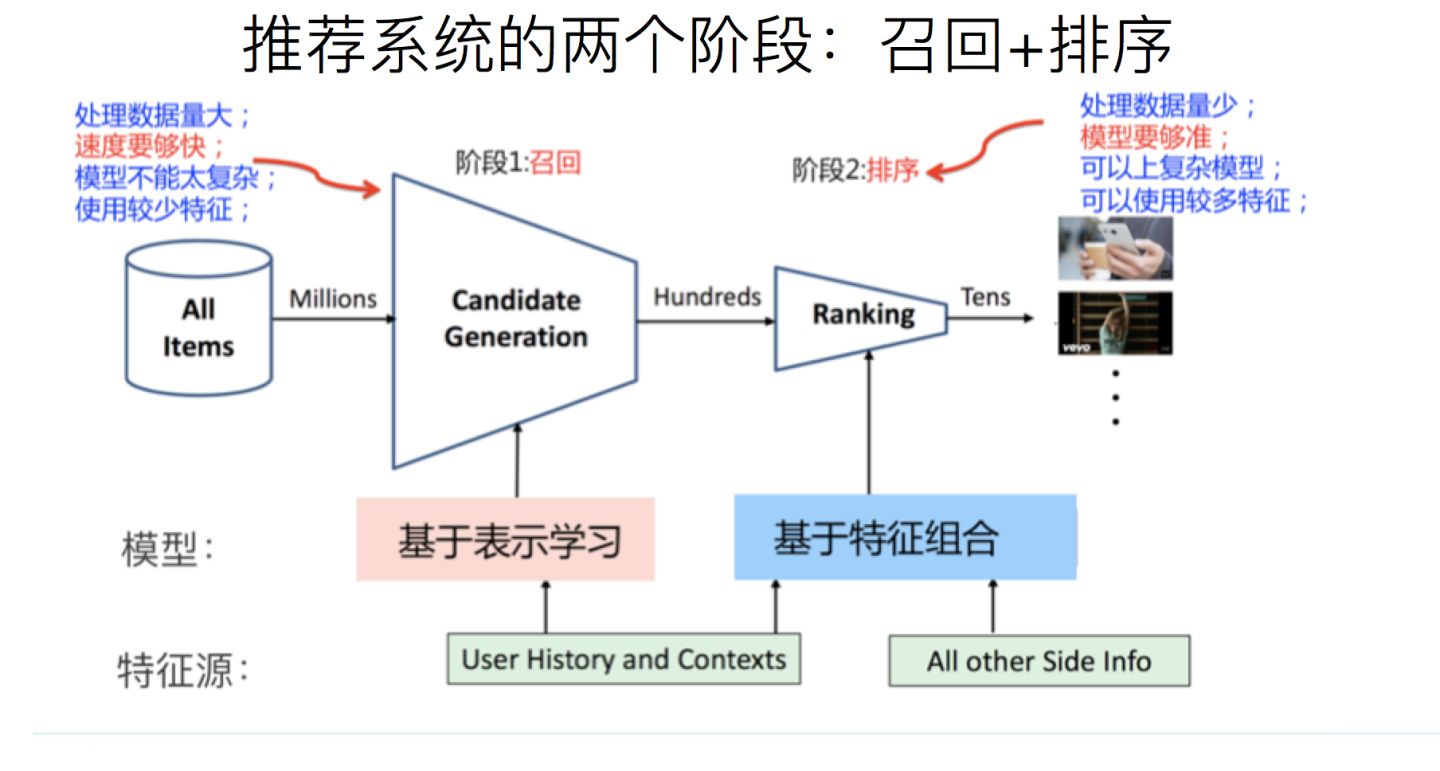 推荐系统的两个阶段：召回+排序
处理数据量大；
速度要够快；
模型不能太复杂；
使用较少特征；
阶段1:召回
阶段2:排序
处理数据量少；
模型要够准；
可以上复杂模型；
可以使用较多特征；
All
Items
Millions
Candidate
Generation
Hundreds
Ranking
Tens
vevo
模型：
基于表示学习
基于特征组合
特征源：
User History and Contexts
All other Side Info